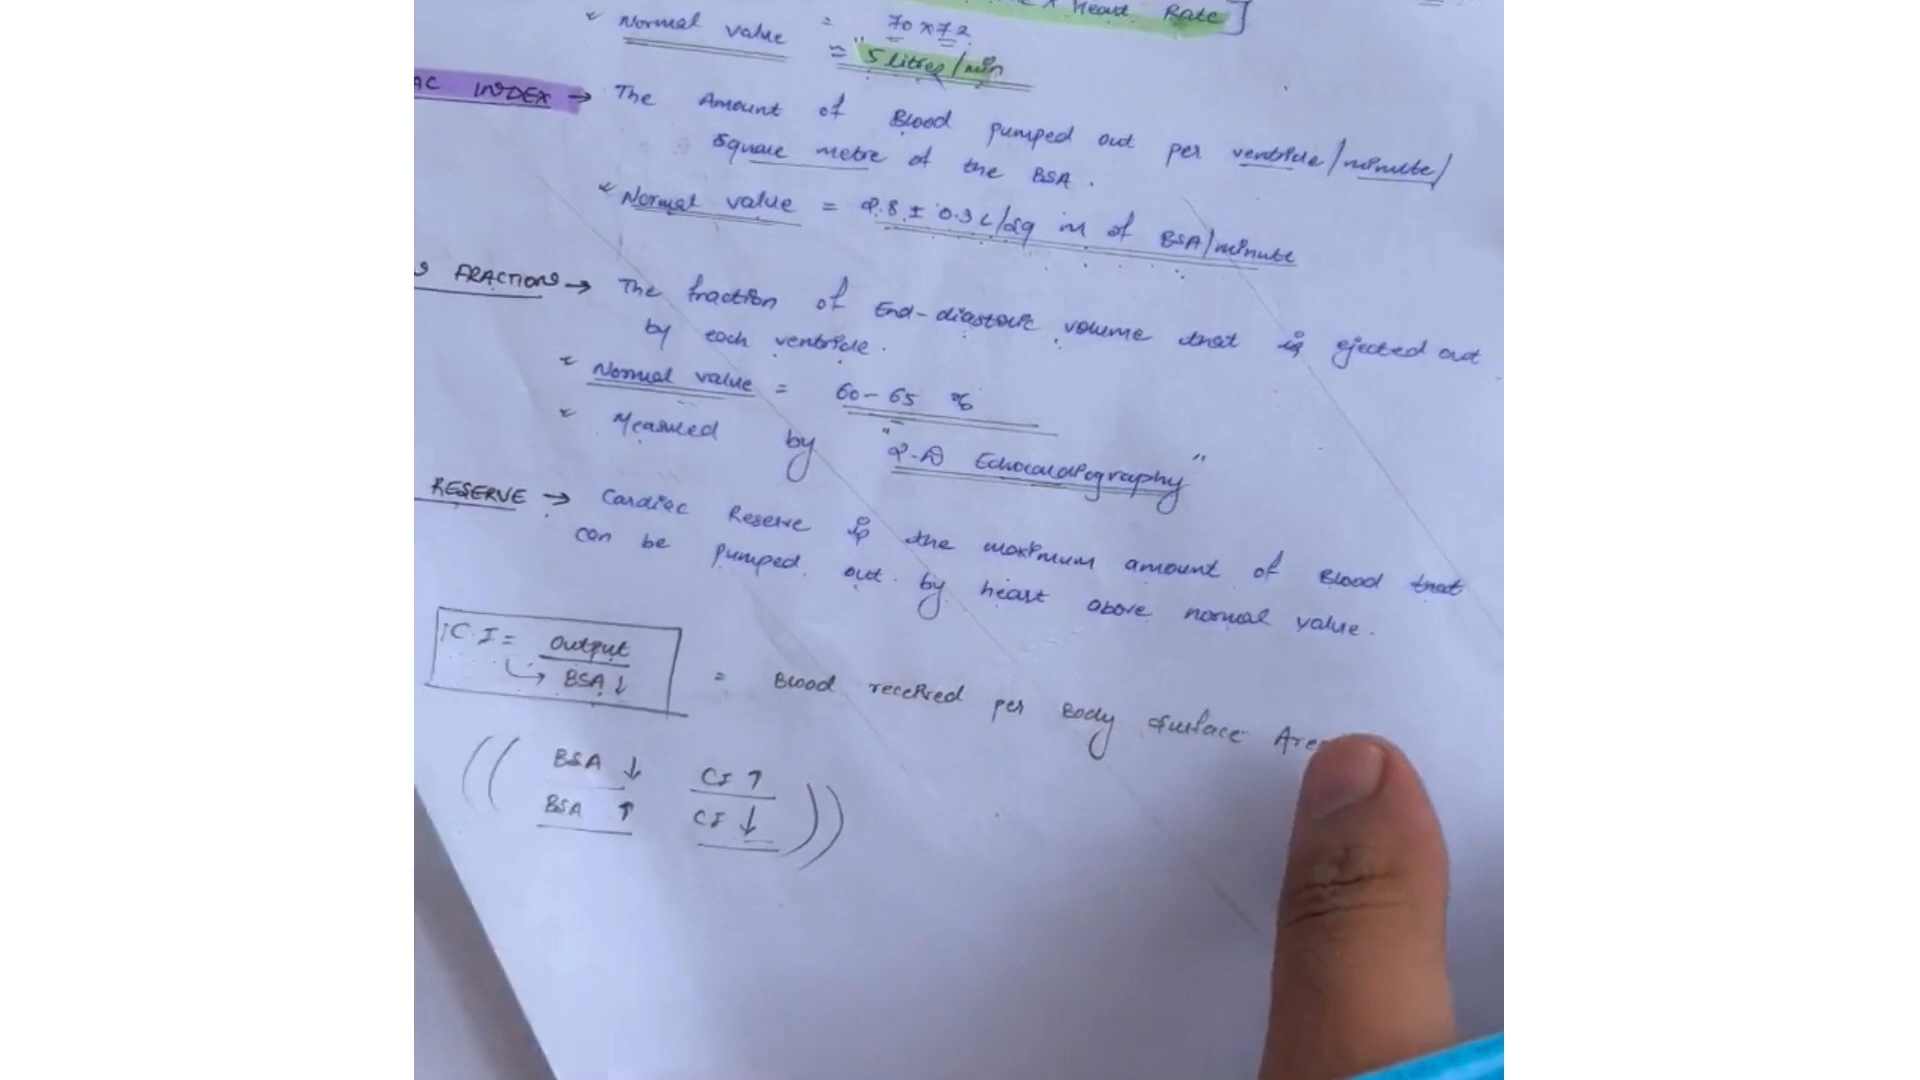 x Heart Rate]
Normal value = 70 x 72
≈ "5 litres/min
AC INDEX → The Amount of Blood pumped out per ventricle/minute/
Square metre of the BSA.
Normal value = 2.8 ± 0.3 L/sq m of BSA/minute
FRACTION → The fraction of End-diastolic volume that is ejected out
by each ventricle.
Normal value = 60-65 %
Measured by "2-D Echocardiography"
RESERVE → Cardiac Reserve is the maximum amount of Blood that
can be pumped out by heart above normal value.
↑C.I = Output
BSA ↓ = Blood received per Body Surface Are
BSA ↓ CI ↑
BSA ↑ CI ↓